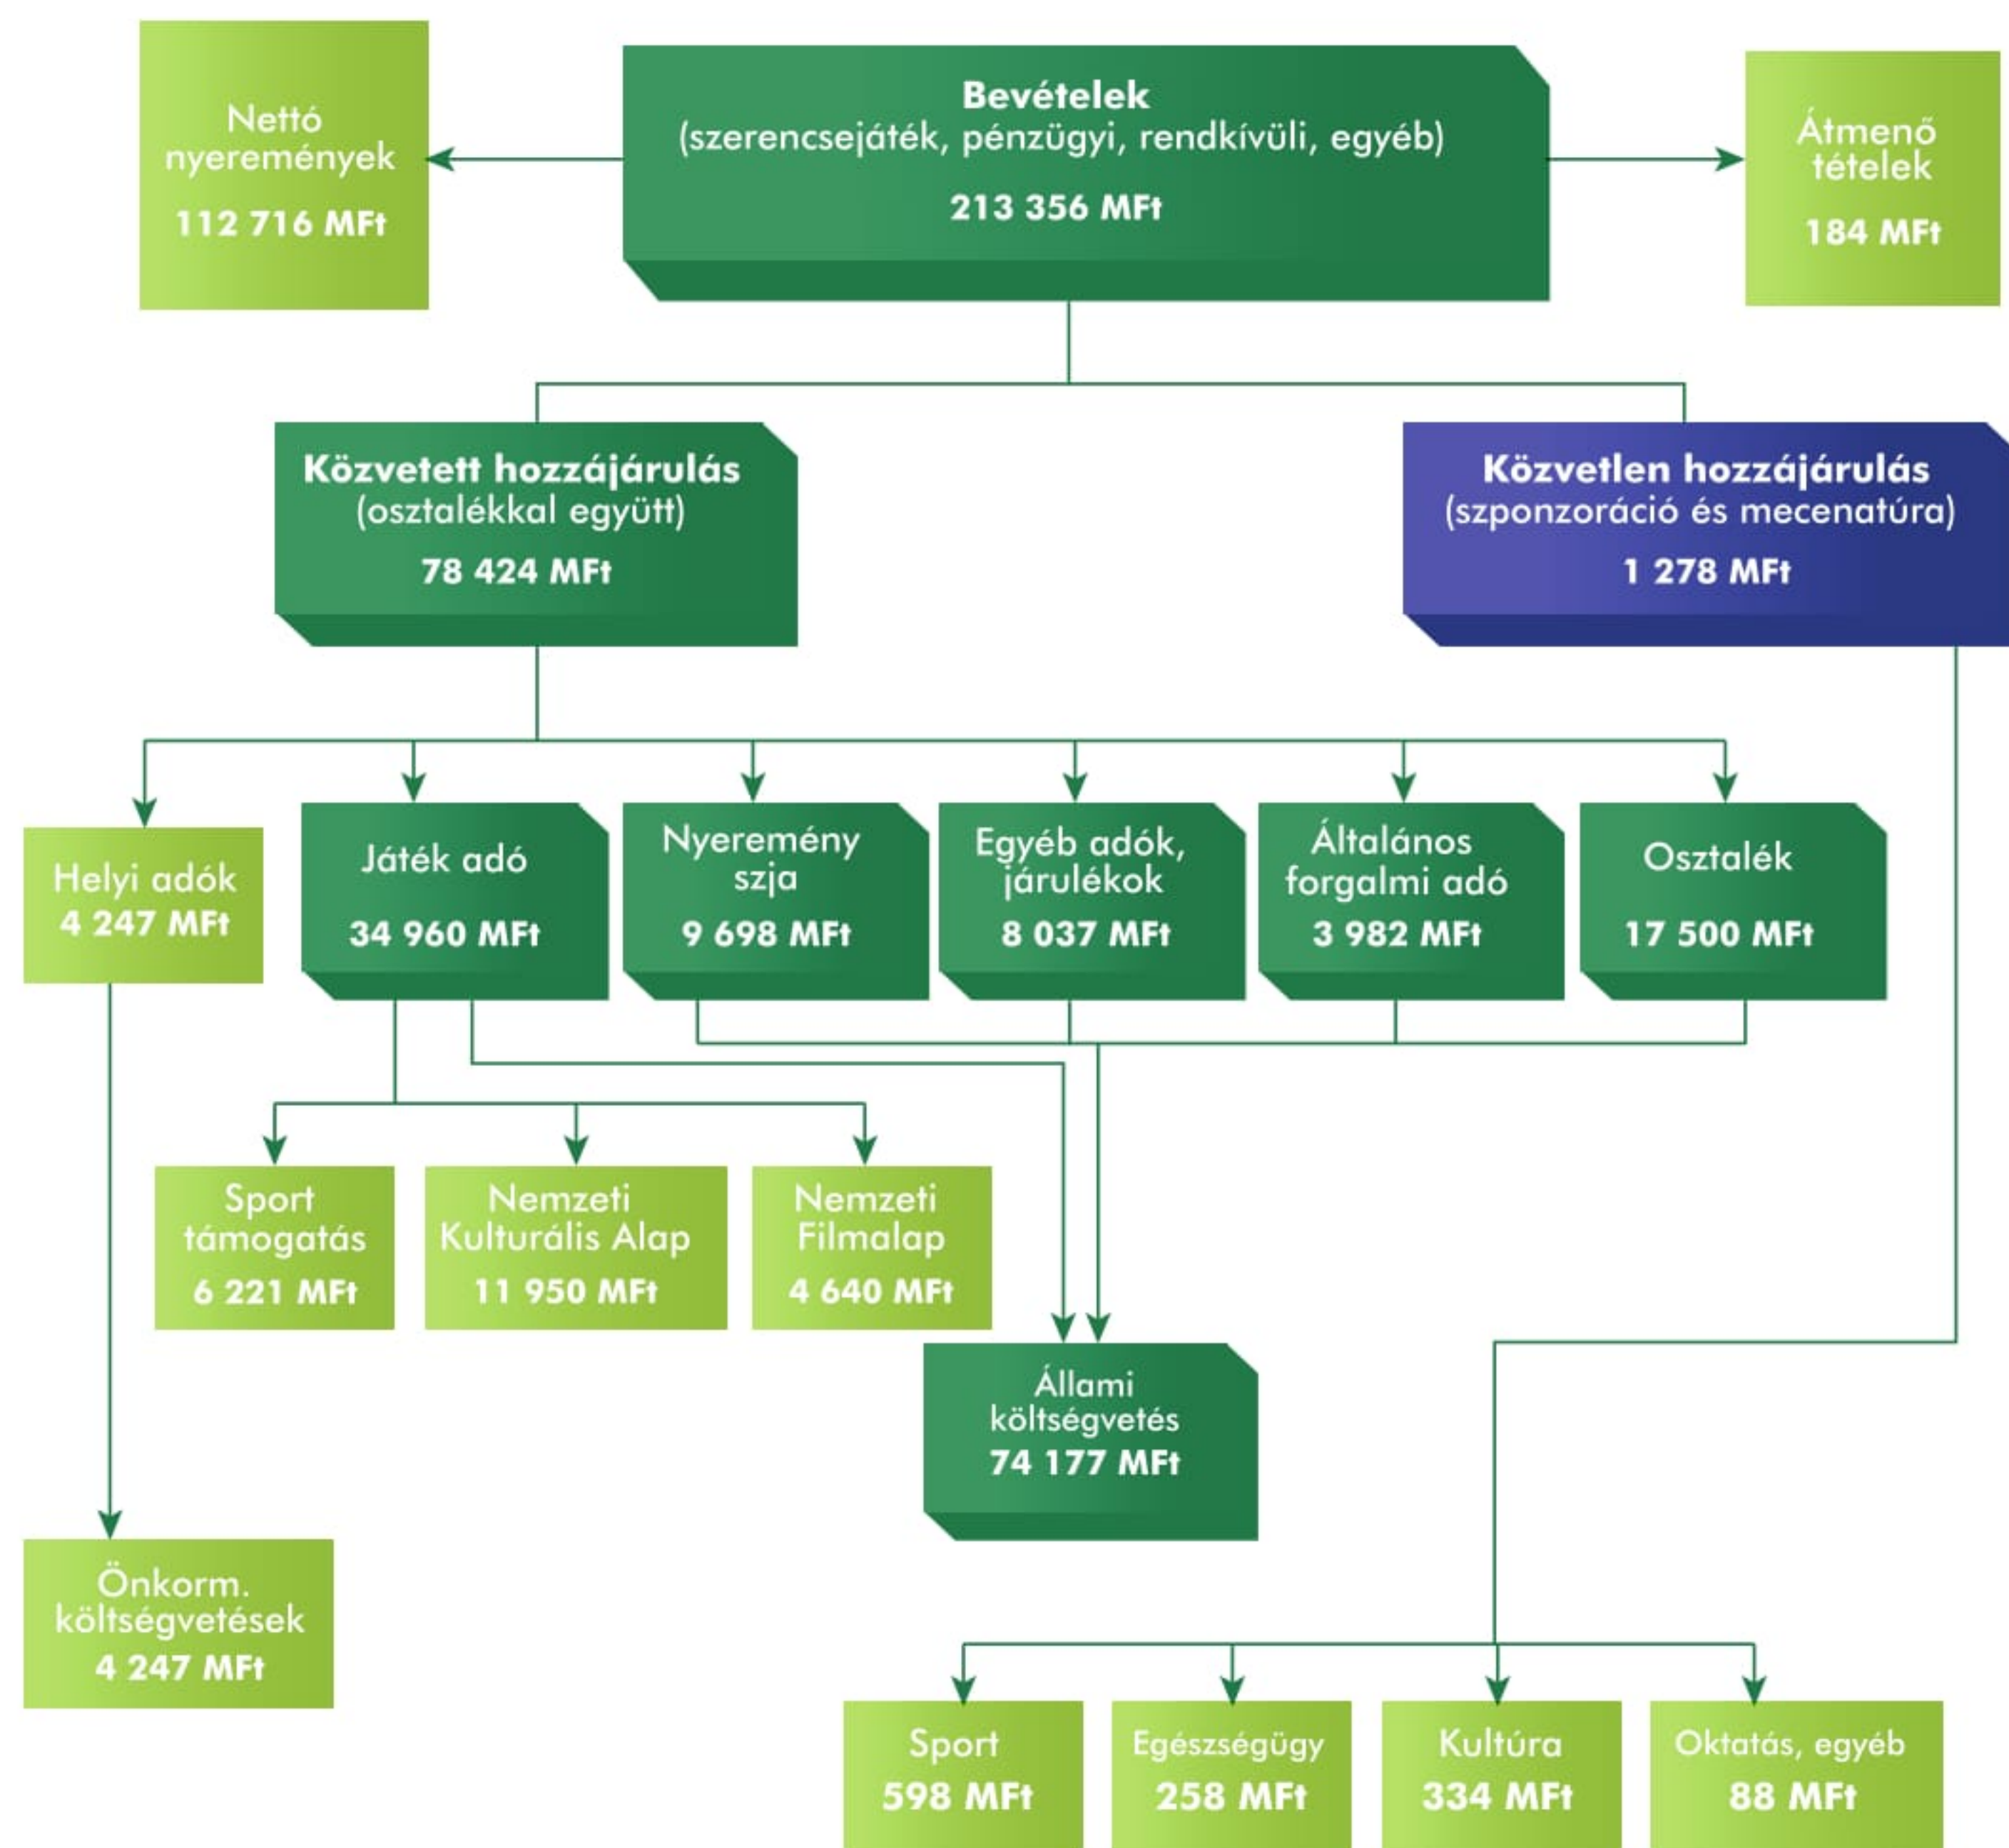 Nettó
nyeremények
112 716 MFt
Bevételek
(szerencsejáték, pénzügyi, rendkívüli, egyéb)
213 356 MFt
Átmenő
tételek
184 MFt
Közvetett hozzájárulás
(osztalékkal együtt)
78 424 MFt
Közvetlen hozzájárulás
(szponzoráció és mecenatúra)
1 278 MFt
Helyi adók
4 247 MFt
Játék adó
34 960 MFt
Nyeremény
szja
9 698 MFt
Egyéb adók,
járulékok
8 037 MFt
Általános
forgalmi adó
3 982 MFt
Osztalék
17 500 MFt
Sport
támogatás
6 221 MFt
Nemzeti
Kulturális Alap
11 950 MFt
Nemzeti
Filmalap
4 640 MFt
Állami
költségvetés
74 177 MFt
Önkorm.
költségvetések
4 247 MFt
Sport
598 MFt
Egészségügy
258 MFt
Kultúra
334 MFt
Oktatás, egyéb
88 MFt